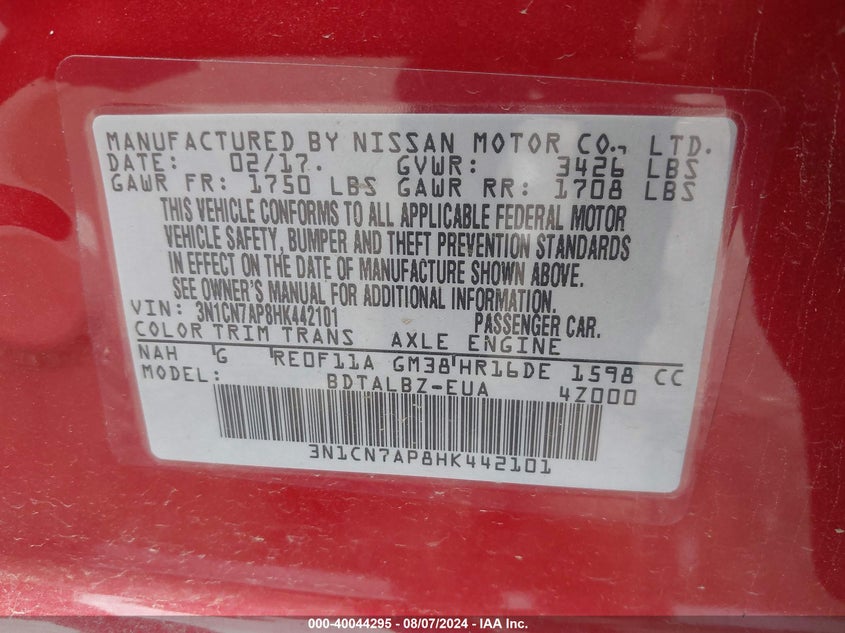 MANUFACTURED BY NISSAN MOTOR CO., LTD.
DATE: 02/17. GVWR: 3426 LBS
GAWR FR: 1750 LBS GAWR RR: 1708 LBS
THIS VEHICLE CONFORMS TO ALL APPLICABLE FEDERAL MOTOR
VEHICLE SAFETY, BUMPER AND THEFT PREVENTION STANDARDS
IN EFFECT ON THE DATE OF MANUFACTURE SHOWN ABOVE.
SEE OWNER'S MANUAL FOR ADDITIONAL INFORMATION.
VIN: 3N1CN7AP8HK442101 PASSENGER CAR.
COLOR TRIM TRANS AXLE ENGINE
NAH G RE0F11A GM38 HR16DE 1598 CC
MODEL: BDTALBZ-EUA 4Z000
3N1CN7AP8HK442101
000-40044295 - 08/07/2024 - IAA Inc.